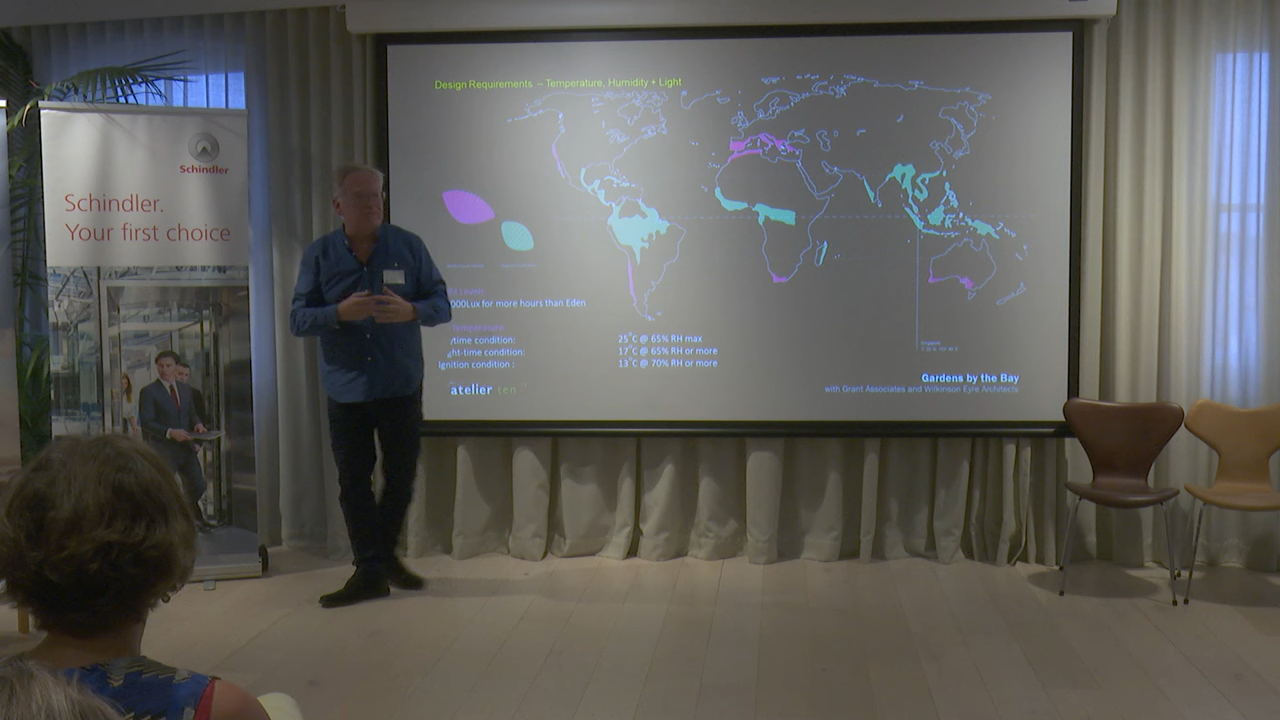 Schindler
Schindler.
Your first choice
Design Requirements – Temperature, Humidity + Light
000Lux for more hours than Eden
Temperature
time condition: 25°C @ 65% RH max
ght-time condition: 17°C @ 65% RH or more
Ignition condition : 13°C @ 70% RH or more
atelier ten
Gardens by the Bay
with Grant Associates and Wilkinson Eyre Architects